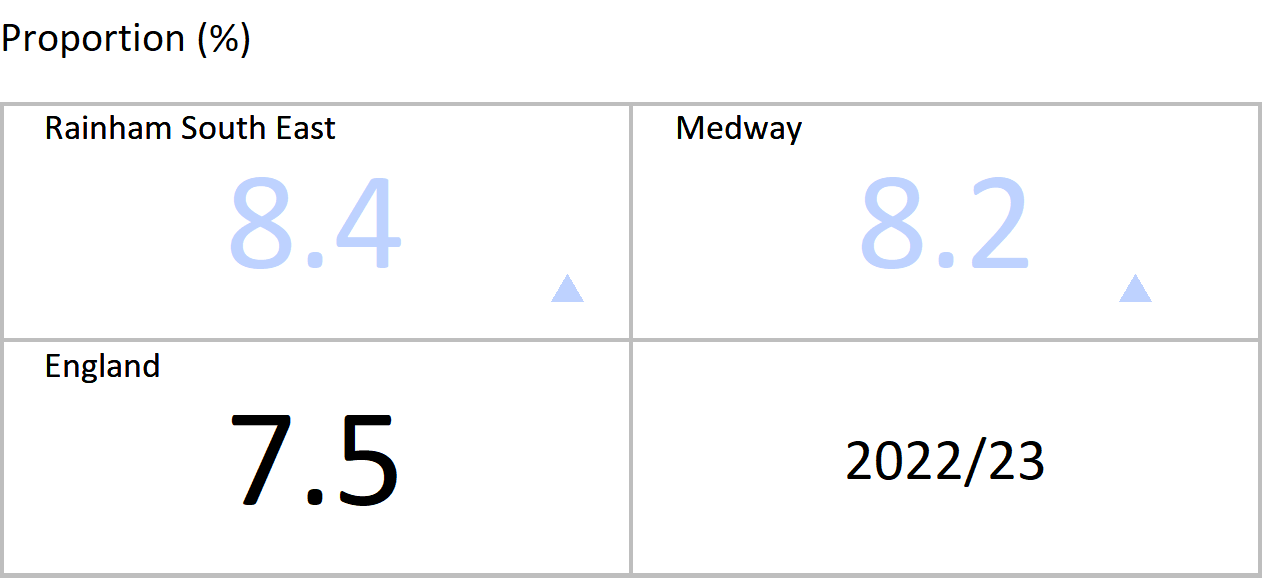 Proportion (%)
Rainham South East
Medway
8.4
8.2
England
7.5
2022/23